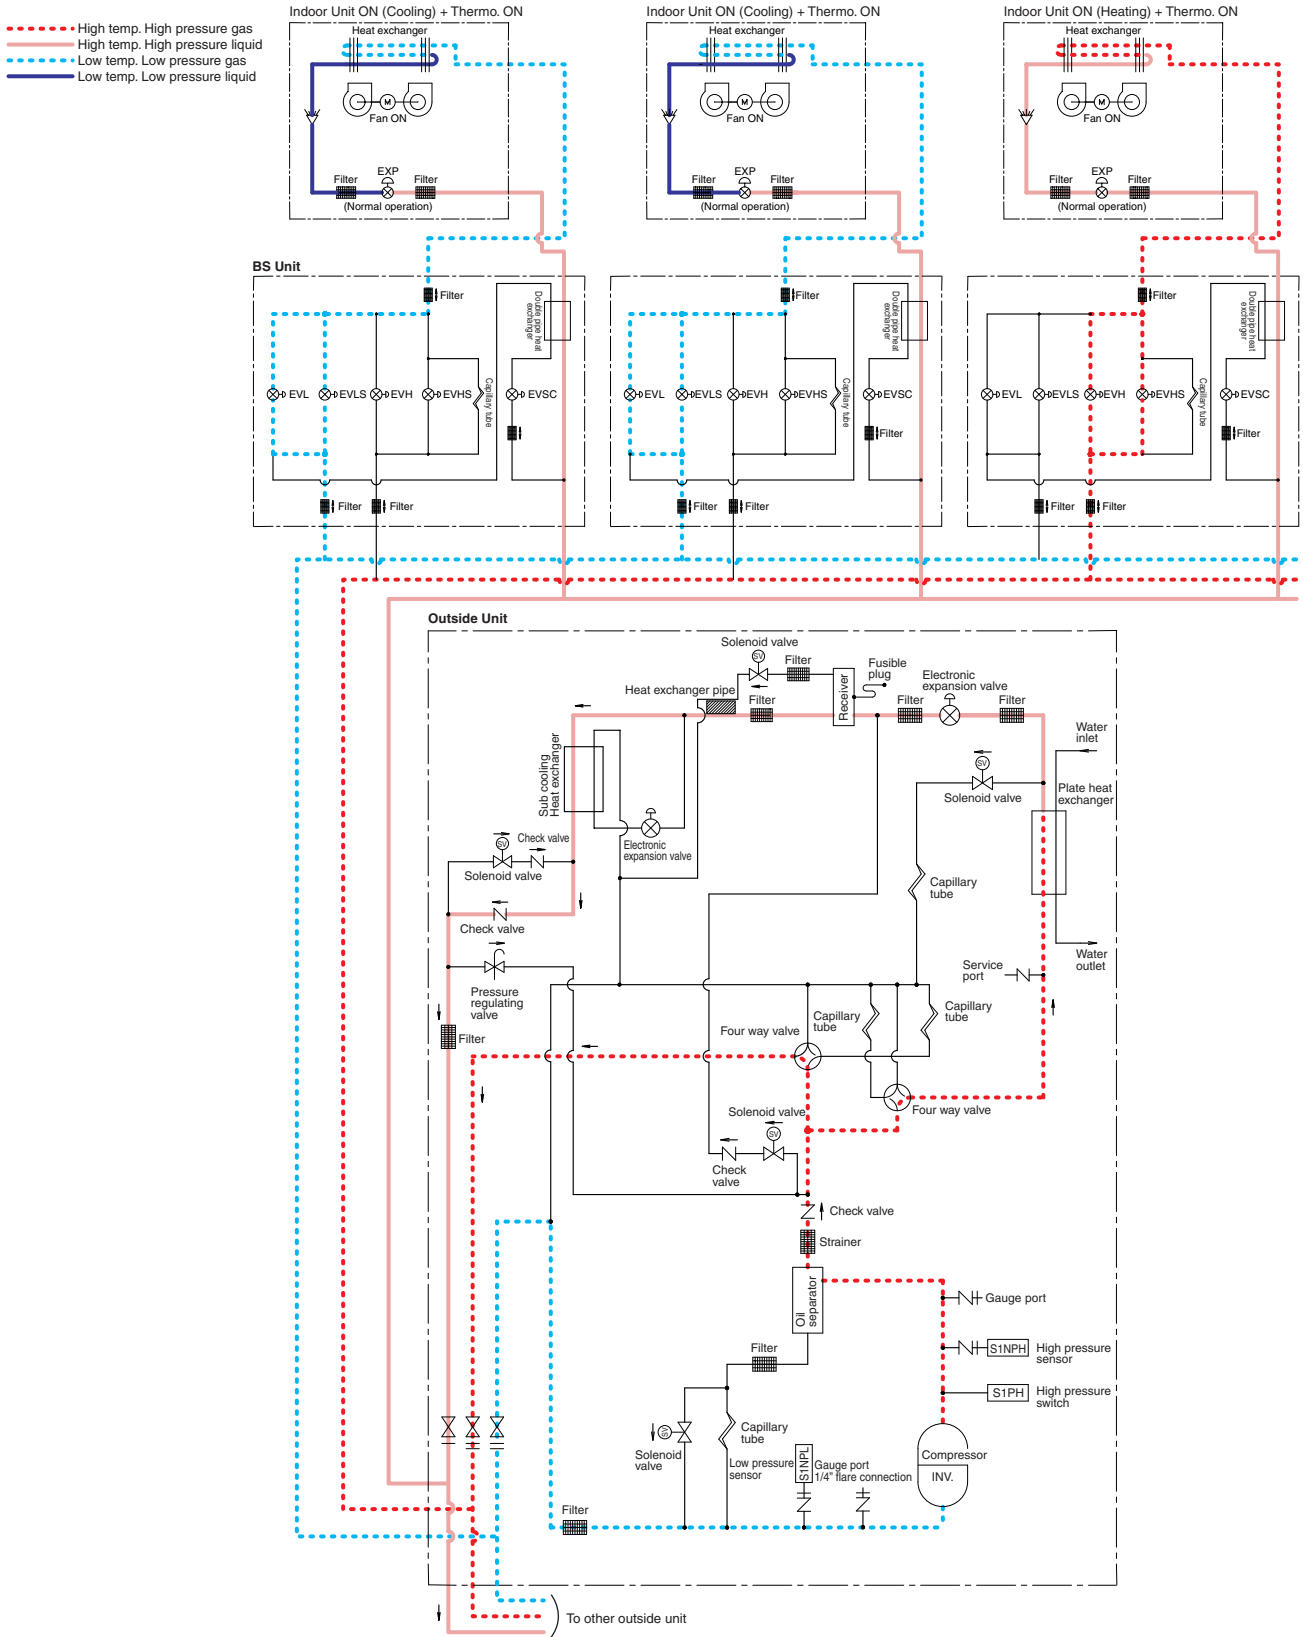 Indoor Unit ON (Cooling) + Thermo. ON
Indoor Unit ON (Cooling) + Thermo. ON
Indoor Unit ON (Heating) + Thermo. ON
High temp. High pressure gas
High temp. High pressure liquid
Low temp. Low pressure gas
Low temp. Low pressure liquid
Heat exchanger
M
Fan ON
EXP
Filter
Filter
(Normal operation)
Heat exchanger
M
Fan ON
EXP
Filter
Filter
(Normal operation)
Heat exchanger
M
Fan ON
EXP
Filter
Filter
(Normal operation)
BS Unit
Filter
Double pipe heat
exchanger
EVL
EVLS
EVH
EVHS
Capillary tube
EVSC
Filter
Filter
Filter
Filter
Double pipe heat
exchanger
EVL
EVLS
EVH
EVHS
Capillary tube
EVSC
Filter
Filter
Filter
Filter
Double pipe heat
exchanger
EVL
EVLS
EVH
EVHS
Capillary tube
EVSC
Filter
Filter
Filter
Outside Unit
Solenoid valve
SV
Filter
Fusible
plug
Receiver
Heat exchanger pipe
Filter
Filter
Electronic
expansion valve
Filter
Water
inlet
Sub cooling
Heat exchanger
SV
Solenoid valve
Plate heat
exchanger
Electronic
expansion valve
SV
Check valve
Solenoid valve
Check valve
Capillary
tube
Water
outlet
Service
port
Pressure
regulating
valve
Filter
Four way valve
Capillary
tube
Capillary
tube
Four way valve
Solenoid valve
SV
Check
valve
Check valve
Strainer
Oil
separator
Gauge port
S1NPH
High pressure
sensor
S1PH
High pressure
switch
Filter
SV
Solenoid
valve
Capillary
tube
Low pressure
sensor
S1NPL
Gauge port
1/4" flare connection
Compressor
INV.
Filter
To other outside unit